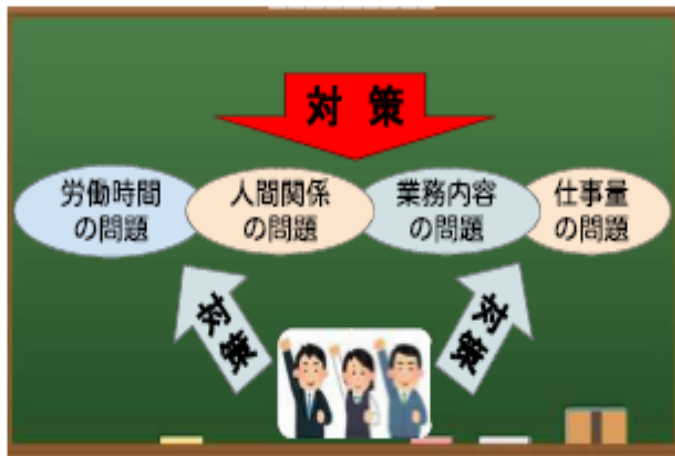 対 策
労働時間
の問題
人間関係
の問題
業務内容
の問題
仕事量
の問題
対策
対策